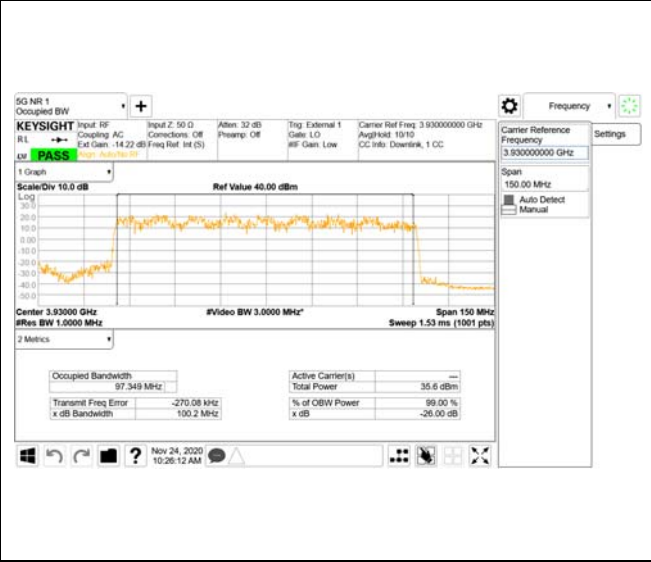 5G NR 1
Occupied BW
Frequency
KEYSIGHT
Input: RF
Input Z: 50 Ω
Atten: 32 dB
Trig: External 1
Carrier Ref Freq: 3.930000000 GHz
R L
Coupling: AC
Corrections: Off
Preamp: Off
Gate: LO
Avg|Hold: 10/10
Ext Gain: -14.22 dB
Freq Ref: Int (S)
#IF Gain: Low
CC Info: Downlink, 1 CC
PASS
Align: Auto/No RF
Carrier Reference
Frequency
3.930000000 GHz
Settings
Span
150.00 MHz
Auto Detect
Manual
1 Graph
Scale/Div 10.0 dB
Ref Value 40.00 dBm
Log
30.0
20.0
10.0
0.00
-10.0
-20.0
-30.0
-40.0
-50.0
Center 3.93000 GHz
#Video BW 3.0000 MHz*
Span 150 MHz
#Res BW 1.0000 MHz
Sweep 1.53 ms (1001 pts)
2 Metrics
Occupied Bandwidth
97.349 MHz
Active Carrier(s)
—
Total Power
35.6 dBm
Transmit Freq Error
-270.08 kHz
% of OBW Power
99.00 %
x dB Bandwidth
100.2 MHz
x dB
-26.00 dB
?
Nov 24, 2020
10:26:12 AM